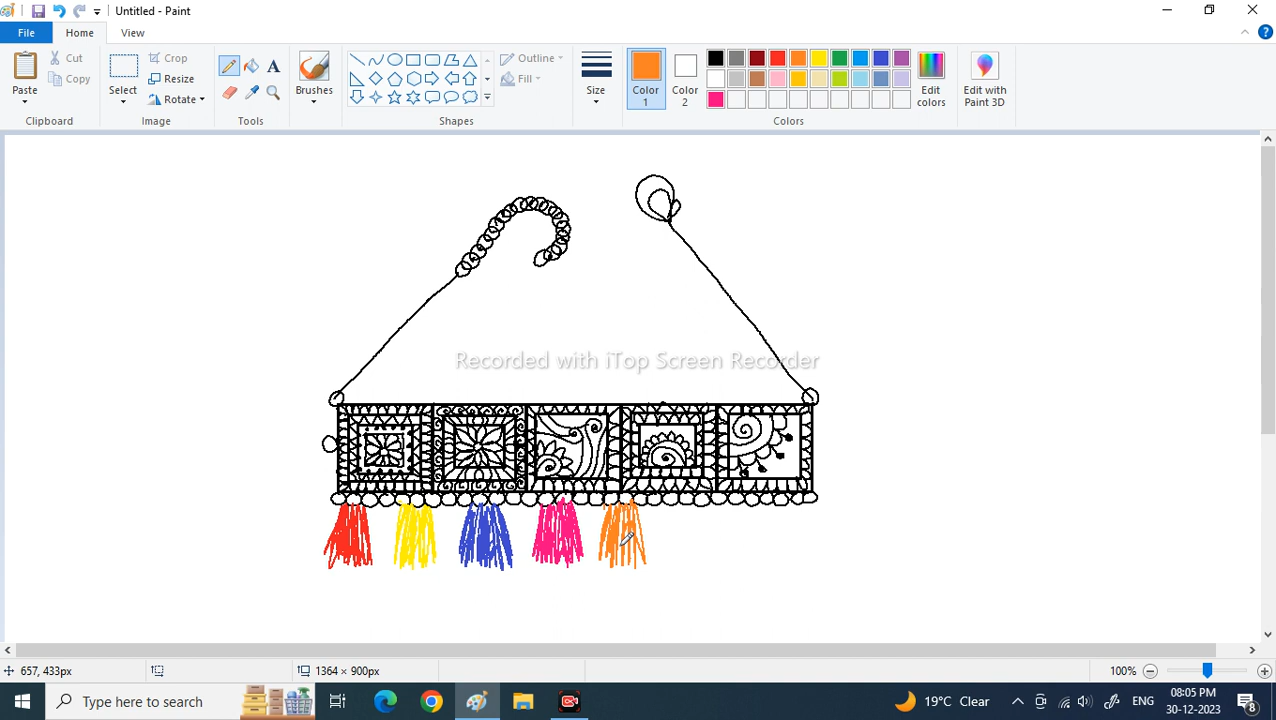 Untitled - Paint
File
Home
View
Paste
Cut
Copy
Clipboard
Select
Crop
Resize
Rotate
Image
Tools
Brushes
Outline
Fill
Shapes
Size
Color
1
Color
2
Edit
colors
Colors
Edit with
Paint 3D
Recorded with iTop Screen Recorder
657, 433px
1364 × 900px
100%
Type here to search
19°C Clear
ENG
08:05 PM
30-12-2023
8